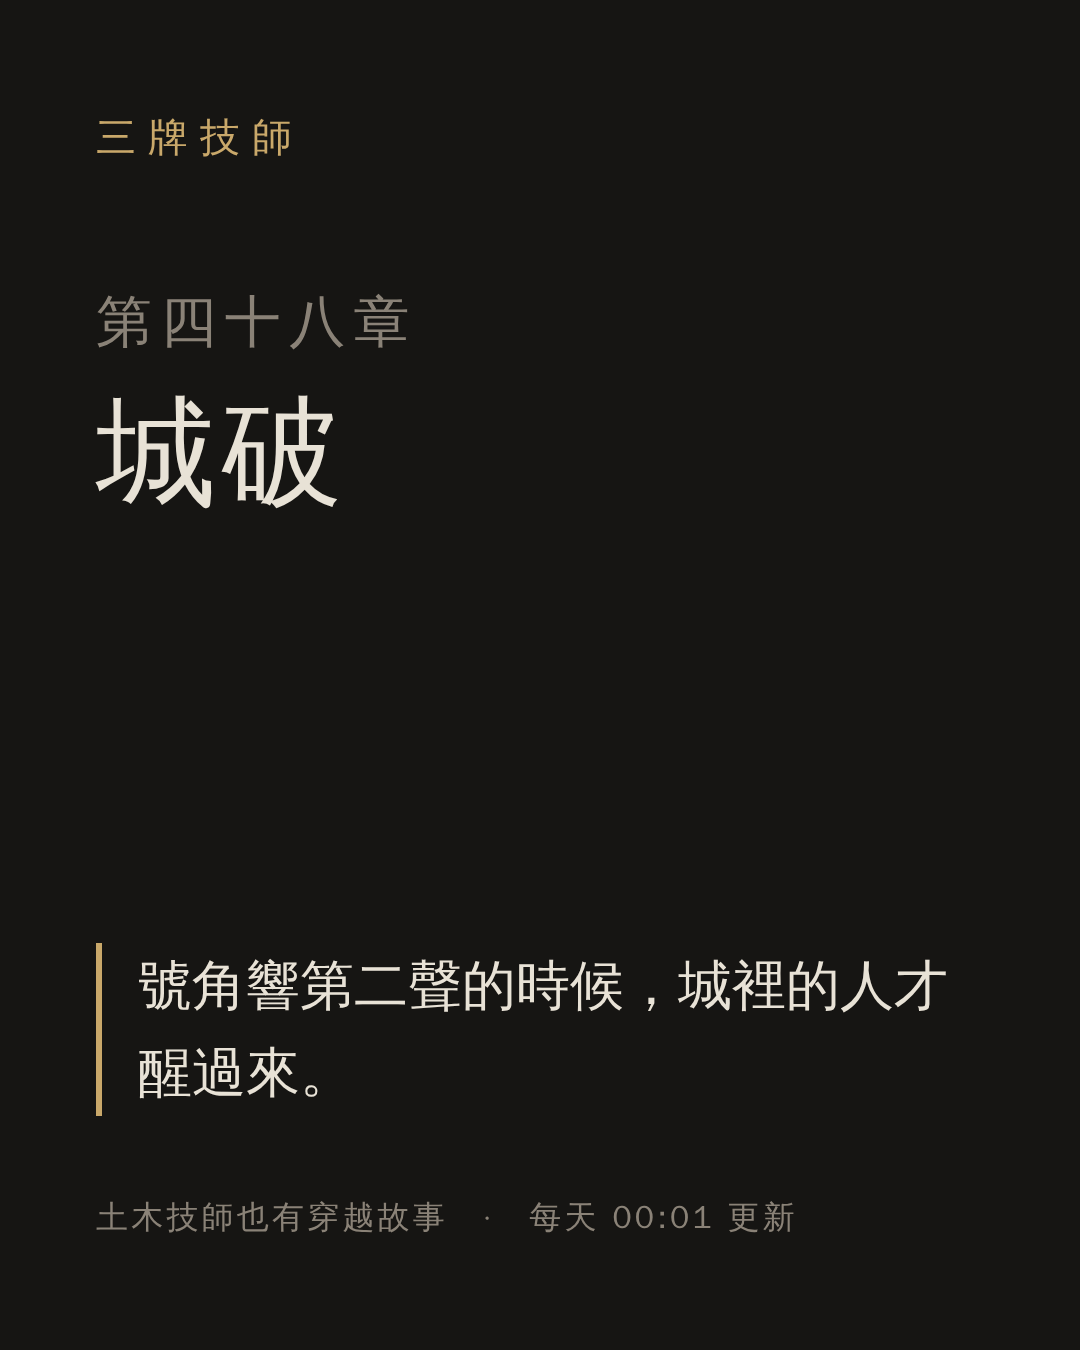 三牌技師
第四十八章
城破
號角響第二聲的時候，城裡的人才
醒過來。
土木技師也有穿越故事 · 每天 00:01 更新